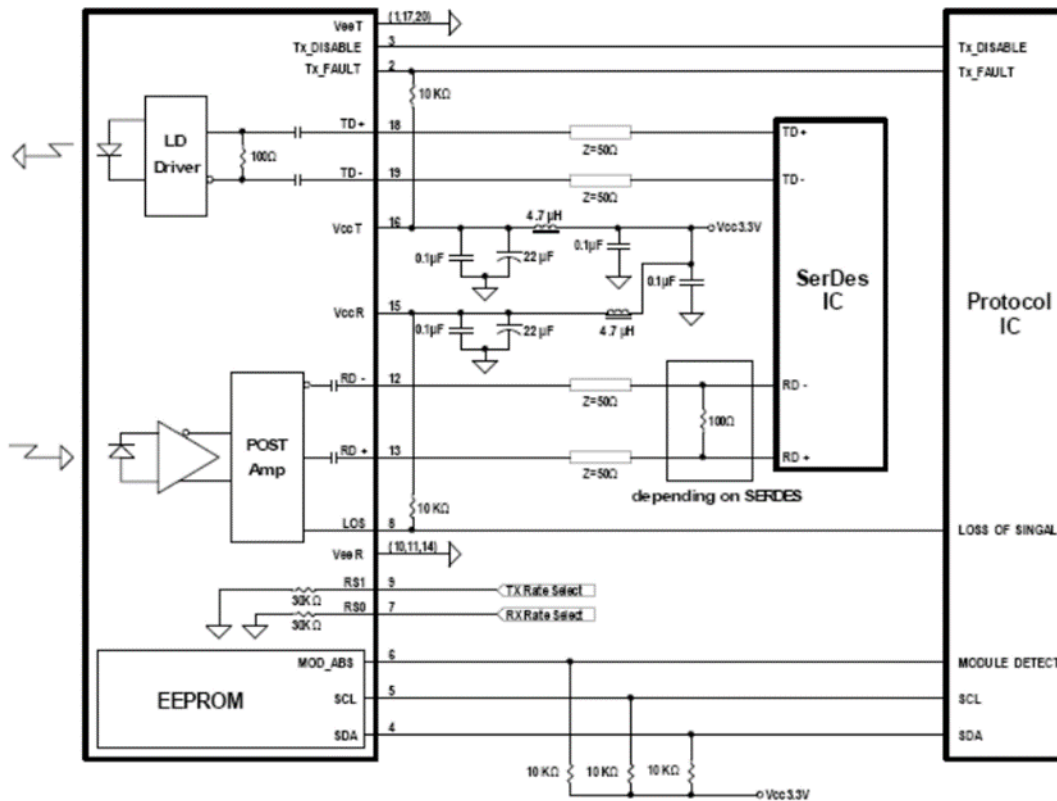 VeeT (1,17,20)
Tx_DISABLE 3 Tx_DISABLE
Tx_FAULT 2 Tx_FAULT
10 KΩ
LD Driver
100Ω
TD+ 18 Z=50Ω TD+
TD- 19 Z=50Ω TD-
VccT 16 4.7 µH Vcc3.3V
0.1µF 22 µF 0.1µF 0.1µF
SerDes IC
Protocol IC
VccR 15
0.1µF 22 µF 4.7 µH
RD - 12 Z=50Ω RD -
100Ω
POST Amp
RD + 13 Z=50Ω RD +
depending on SERDES
10 KΩ
LOS 8 LOSS OF SINGAL
VeeR (10,11,14)
RS1 9 TX Rate Select
30KΩ
RS0 7 RX Rate Select
30KΩ
MOD_ABS 6 MODULE DETECT
EEPROM
SCL 5 SCL
SDA 4 SDA
10 KΩ 10 KΩ 10 KΩ
Vcc3.3V